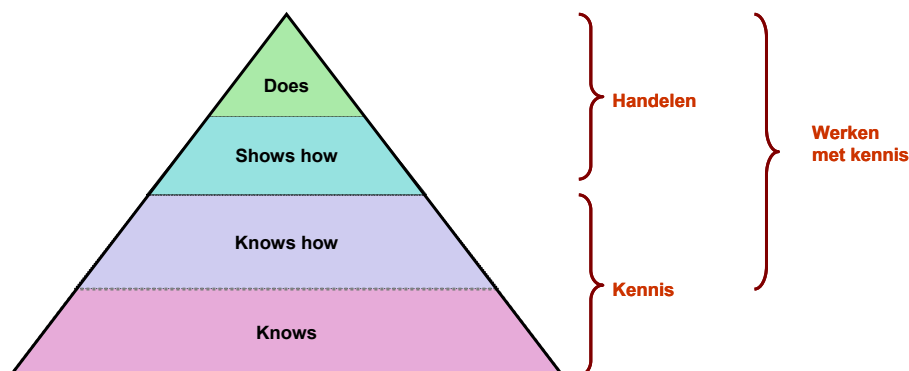 Does
Handelen
Werken
met kennis
Shows how
Knows how
Kennis
Knows